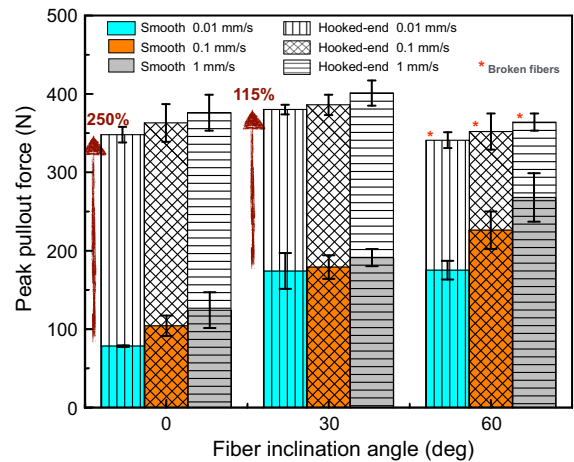 500
400
300
200
100
0
Peak pullout force (N)
Smooth 0.01 mm/s
Smooth 0.1 mm/s
Smooth 1 mm/s
Hooked-end 0.01 mm/s
Hooked-end 0.1 mm/s
Hooked-end 1 mm/s
* Broken fibers
250%
115%
* * *
0 30 60
Fiber inclination angle (deg)